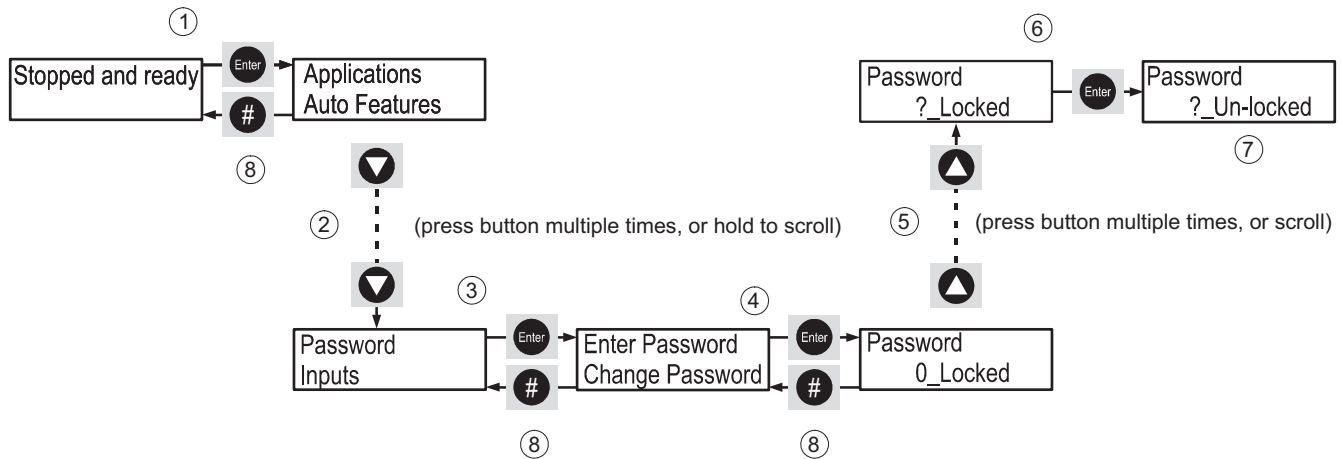 1
6
Stopped and ready
Enter
Applications
Auto Features
#
8
Password
?_Locked
Enter
Password
?_Un-locked
7
2
(press button multiple times, or hold to scroll)
5
(press button multiple times, or scroll)
3
4
Password
Inputs
Enter
#
Enter Password
Change Password
Enter
#
Password
0_Locked
8
8